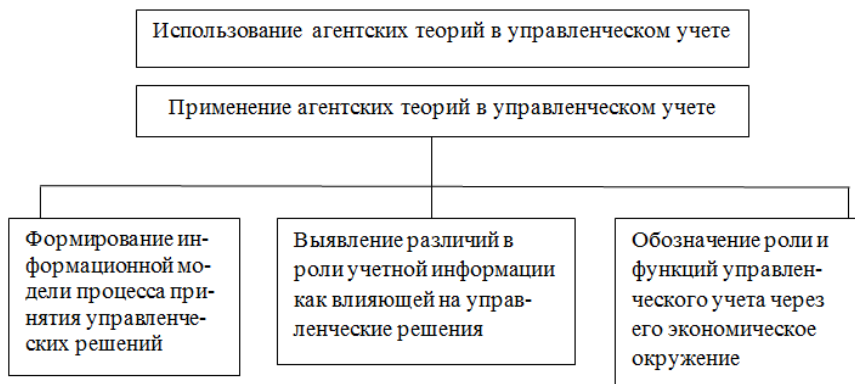 Использование агентских теорий в управленческом учете
Применение агентских теорий в управленческом учете
Формирование ин-
формационной мо-
дели процесса при-
нятия управленче-
ских решений
Выявление различий в
роли учетной информации
как влияющей на управ-
ленческие решения
Обозначение роли и
функций управлен-
ческого учета через
его экономическое
окружение